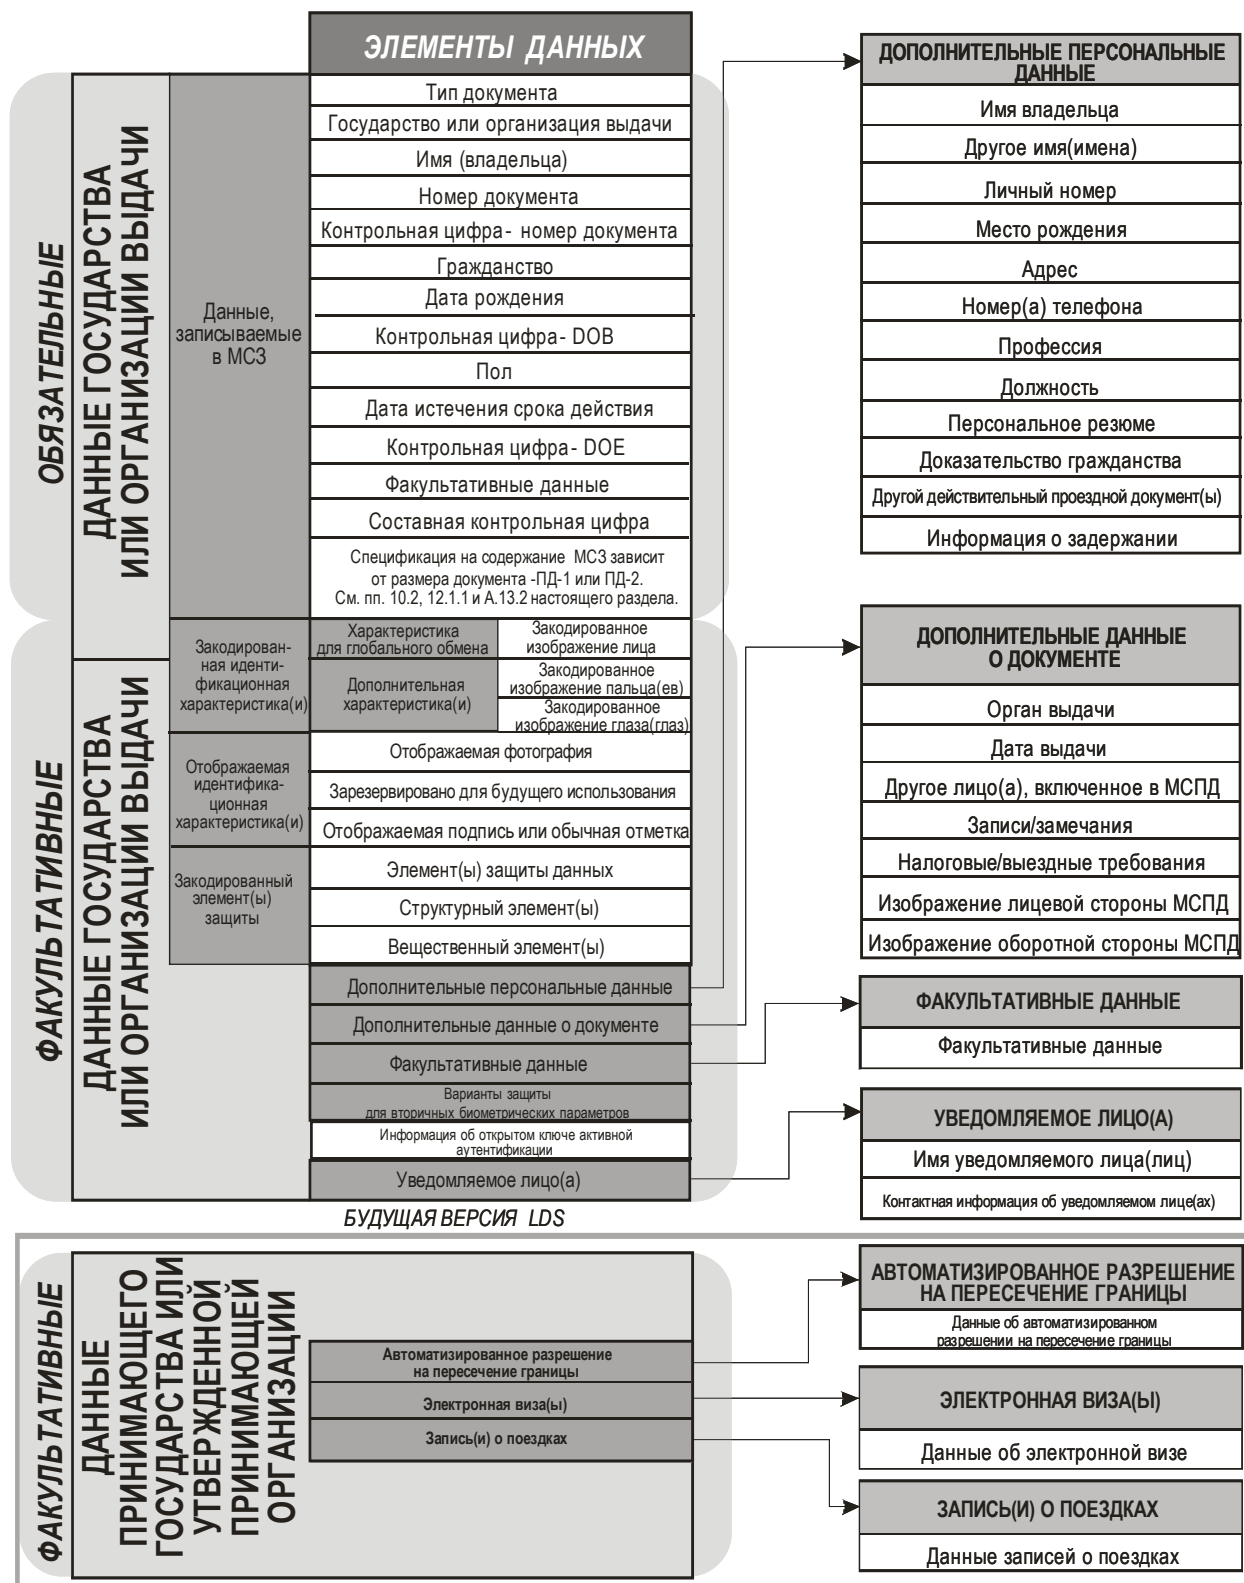 ЭЛЕМЕНТЫ ДАННЫХ
ОБЯЗАТЕЛЬНЫЕ
ДАННЫЕ ГОСУДАРСТВА
ИЛИ ОРГАНИЗАЦИИ ВЫДАЧИ
Данные,
записываемые
в МСЗ
Тип документа
Государство или организация выдачи
Имя (владельца)
Номер документа
Контрольная цифра- номер документа
Гражданство
Дата рождения
Контрольная цифра- DOB
Пол
Дата истечения срока действия
Контрольная цифра- DOE
Факультативные данные
Составная контрольная цифра
Спецификация на содержание МСЗ зависит
от размера документа -ПД-1 или ПД-2.
См. пп. 10.2, 12.1.1 и А.13.2 настоящего раздела.
ФАКУЛЬТАТИВНЫЕ
ДАННЫЕ ГОСУДАРСТВА
ИЛИ ОРГАНИЗАЦИИ ВЫДАЧИ
Закодирован-
ная иденти-
фикационная
характеристика(и)
Характеристика
для глобального обмена
Закодированное
изображение лица
Дополнительная
характеристика(и)
Закодированное
изображение пальца(ев)
Закодированное
изображение глаза(глаз)
Отображаемая
идентифика-
ционная
характеристика(и)
Отображаемая фотография
Зарезервировано для будущего использования
Отображаемая подпись или обычная отметка
Закодированный
элемент(ы)
защиты
Элемент(ы) защиты данных
Структурный элемент(ы)
Вещественный элемент(ы)
Дополнительные персональные данные
Дополнительные данные о документе
Факультативные данные
Варианты защиты
для вторичных биометрических параметров
Информация об открытом ключе активной
аутентификации
Уведомляемое лицо(а)
ДОПОЛНИТЕЛЬНЫЕ ПЕРСОНАЛЬНЫЕ
ДАННЫЕ
Имя владельца
Другое имя(имена)
Личный номер
Место рождения
Адрес
Номер(а) телефона
Профессия
Должность
Персональное резюме
Доказательство гражданства
Другой действительный проездной документ(ы)
Информация о задержании
ДОПОЛНИТЕЛЬНЫЕ ДАННЫЕ
О ДОКУМЕНТЕ
Орган выдачи
Дата выдачи
Другое лицо(а), включенное в МСПД
Записи/замечания
Налоговые/выездные требования
Изображение лицевой стороны МСПД
Изображение оборотной стороны МСПД
ФАКУЛЬТАТИВНЫЕ ДАННЫЕ
Факультативные данные
УВЕДОМЛЯЕМОЕ ЛИЦО(А)
Имя уведомляемого лица(лиц)
Контактная информация об уведомляемом лице(ах)
БУДУЩАЯ ВЕРСИЯ LDS
ФАКУЛЬТАТИВНЫЕ
ДАННЫЕ
ПРИНИМАЮЩЕГО
ГОСУДАРСТВА ИЛИ
УТВЕРЖДЕННОЙ
ПРИНИМАЮЩЕЙ
ОРГАНИЗАЦИИ
Автоматизированное разрешение
на пересечение границы
Электронная виза(ы)
Запись(и) о поездках
АВТОМАТИЗИРОВАННОЕ РАЗРЕШЕНИЕ
НА ПЕРЕСЕЧЕНИЕ ГРАНИЦЫ
Данные об автоматизированном
разрешении на пересечение границы
ЭЛЕКТРОННАЯ ВИЗА(Ы)
Данные об электронной визе
ЗАПИСЬ(И) О ПОЕЗДКАХ
Данные записей о поездках